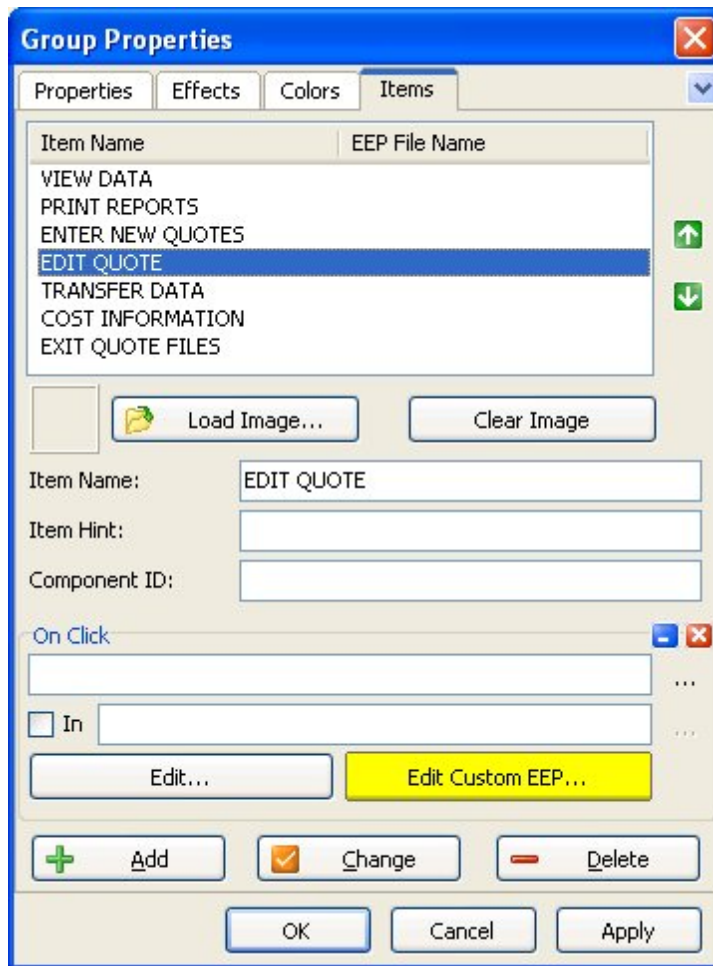 Group Properties
Properties Effects Colors Items
Item Name EEP File Name
VIEW DATA
PRINT REPORTS
ENTER NEW QUOTES
EDIT QUOTE
TRANSFER DATA
COST INFORMATION
EXIT QUOTE FILES
Load Image... Clear Image
Item Name: EDIT QUOTE
Item Hint:
Component ID:
On Click
...
In ...
Edit... Edit Custom EEP...
Add Change Delete
OK Cancel Apply